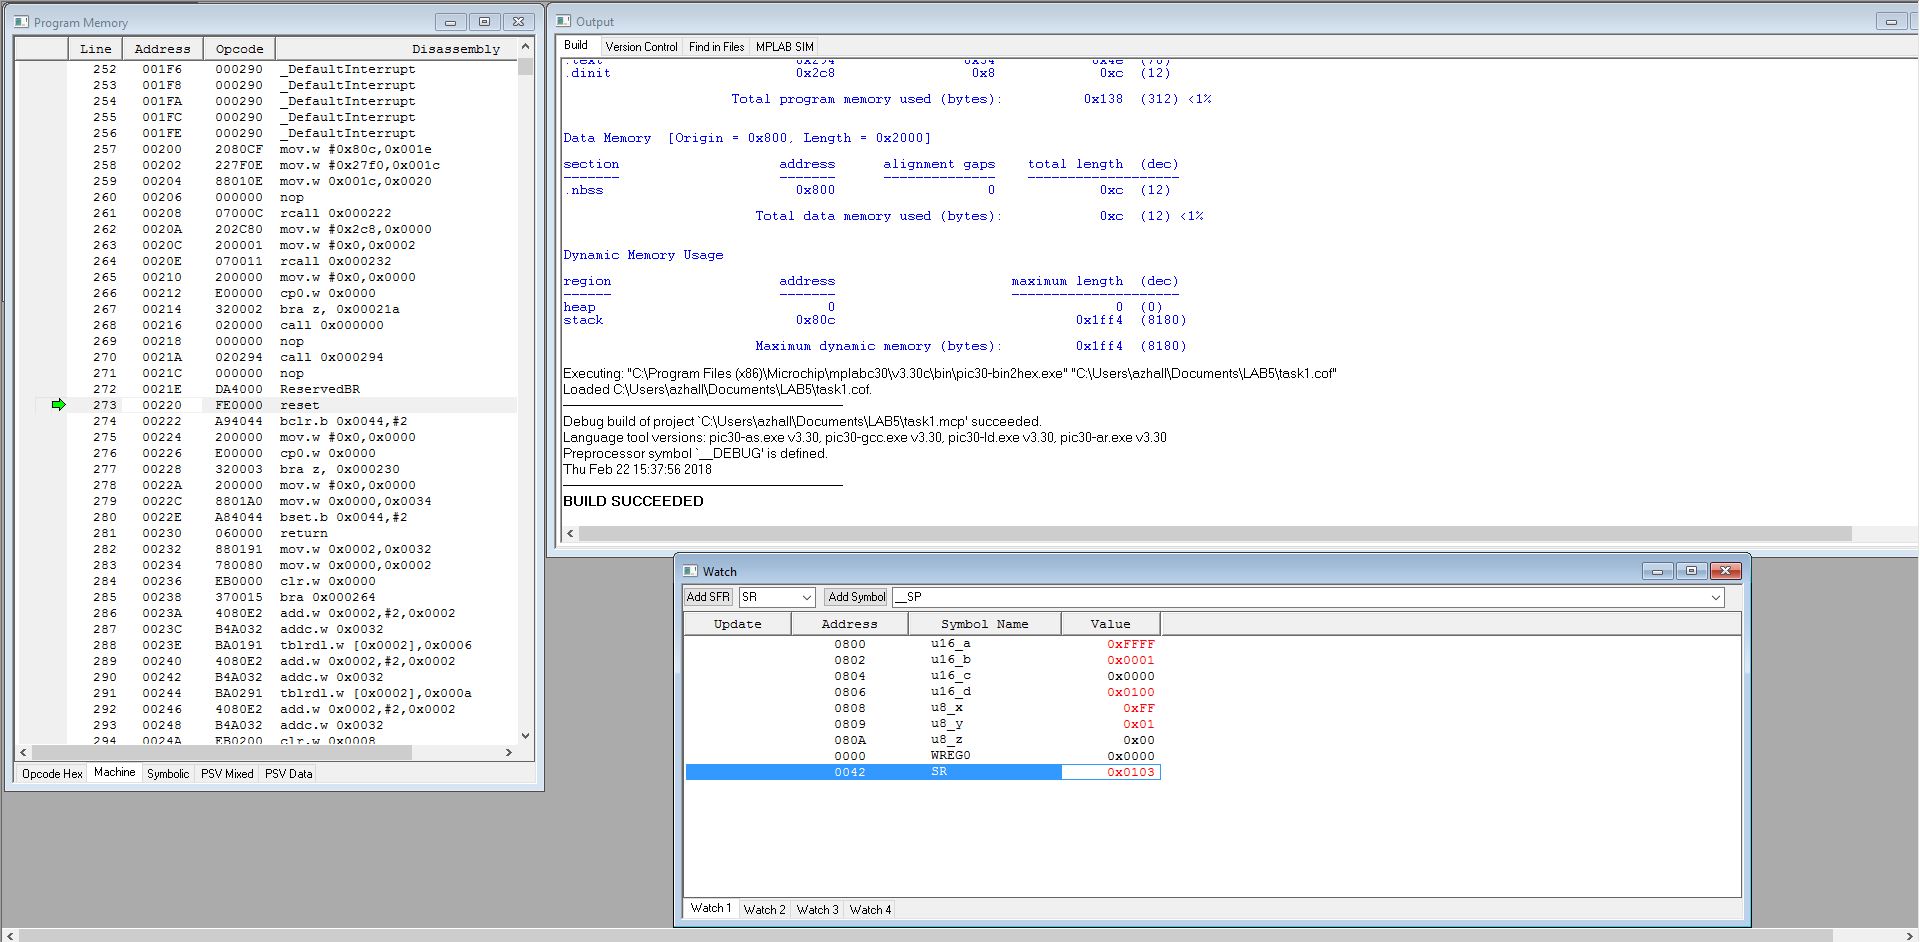 Program Memory
Line Address Opcode Disassembly
252 001F6 000290 _DefaultInterrupt
253 001F8 000290 _DefaultInterrupt
254 001FA 000290 _DefaultInterrupt
255 001FC 000290 _DefaultInterrupt
256 001FE 000290 _DefaultInterrupt
257 00200 2080CF mov.w #0x80c,0x001e
258 00202 227F0E mov.w #0x27f0,0x001c
259 00204 88010E mov.w 0x001c,0x0020
260 00206 000000 nop
261 00208 07000C rcall 0x000222
262 0020A 202C80 mov.w #0x2c8,0x0000
263 0020C 200001 mov.w #0x0,0x0002
264 0020E 070011 rcall 0x000232
265 00210 200000 mov.w #0x0,0x0000
266 00212 E00000 cp0.w 0x0000
267 00214 320002 bra z, 0x00021a
268 00216 020000 call 0x000000
269 00218 000000 nop
270 0021A 020294 call 0x000294
271 0021C 000000 nop
272 0021E DA4000 ReservedBR
273 00220 FE0000 reset
274 00222 A94044 bclr.b 0x0044,#2
275 00224 200000 mov.w #0x0,0x0000
276 00226 E00000 cp0.w 0x0000
277 00228 320003 bra z, 0x000230
278 0022A 200000 mov.w #0x0,0x0000
279 0022C 8801A0 mov.w 0x0000,0x0034
280 0022E A84044 bset.b 0x0044,#2
281 00230 060000 return
282 00232 880191 mov.w 0x0002,0x0032
283 00234 780080 mov.w 0x0000,0x0002
284 00236 EB0000 clr.w 0x0000
285 00238 370015 bra 0x000264
286 0023A 4080E2 add.w 0x0002,#2,0x0002
287 0023C B4A032 addc.w 0x0032
288 0023E BA0191 tblrdl.w [0x0002],0x0006
289 00240 4080E2 add.w 0x0002,#2,0x0002
290 00242 B4A032 addc.w 0x0032
291 00244 BA0291 tblrdl.w [0x0002],0x000a
292 00246 4080E2 add.w 0x0002,#2,0x0002
293 00248 B4A032 addc.w 0x0032
294 0024A EB0200 clr.w 0x0008
Opcode Hex Machine Symbolic PSV Mixed PSV Data
Output
Build Version Control Find in Files MPLAB SIM
.text 0x294 0x34 0x4e (78)
.dinit 0x2c8 0x8 0xc (12)
Total program memory used (bytes): 0x138 (312) <1%
Data Memory [Origin = 0x800, Length = 0x2000]
section address alignment gaps total length (dec)
------- ------- -------------- -------------------
.nbss 0x800 0 0xc (12)
Total data memory used (bytes): 0xc (12) <1%
Dynamic Memory Usage
region address maximum length (dec)
------ ------- ---------------------
heap 0 0 (0)
stack 0x80c 0x1ff4 (8180)
Maximum dynamic memory (bytes): 0x1ff4 (8180)
Executing: "C:\Program Files (x86)\Microchip\mplabc30\v3.30c\bin\pic30-bin2hex.exe" "C:\Users\azhall\Documents\LAB5\task1.cof"
Loaded C:\Users\azhall\Documents\LAB5\task1.cof.
Debug build of project `C:\Users\azhall\Documents\LAB5\task1.mcp' succeeded.
Language tool versions: pic30-as.exe v3.30, pic30-gcc.exe v3.30, pic30-ld.exe v3.30, pic30-ar.exe v3.30
Preprocessor symbol `__DEBUG' is defined.
Thu Feb 22 15:37:56 2018
BUILD SUCCEEDED
Watch
Add SFR SR Add Symbol __SP
Update Address Symbol Name Value
0800 u16_a 0xFFFF
0802 u16_b 0x0001
0804 u16_c 0x0000
0806 u16_d 0x0100
0808 u8_x 0xFF
0809 u8_y 0x01
080A u8_z 0x00
0000 WREG0 0x0000
0042 SR 0x0103
Watch 1 Watch 2 Watch 3 Watch 4